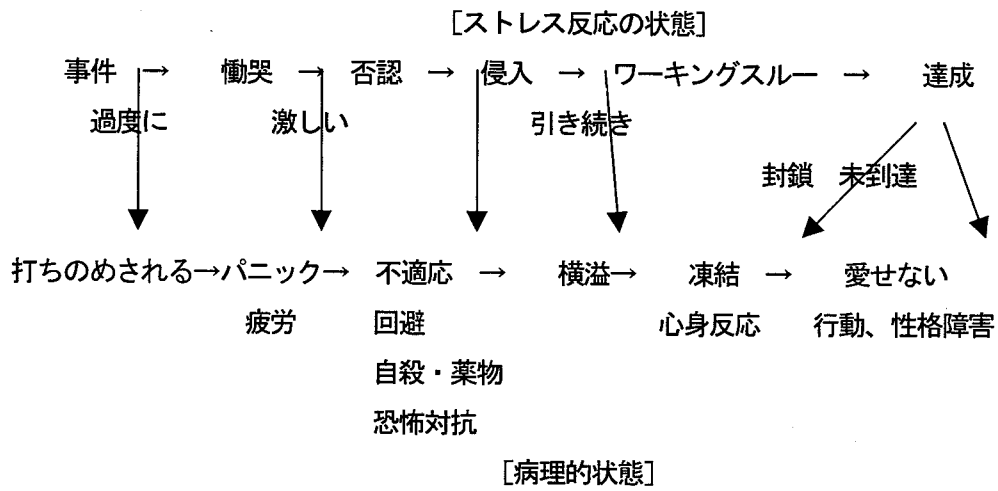 ［ストレス反応の状態］
事件 → 慟哭 → 否認 → 侵入 → ワーキングスルー → 達成
過度に 激しい 引き続き
封鎖 未到達
打ちのめされる→パニック→ 不適応 → 横溢→ 凍結 → 愛せない
疲労 回避 心身反応 行動、性格障害
自殺・薬物
恐怖対抗
［病理的状態］